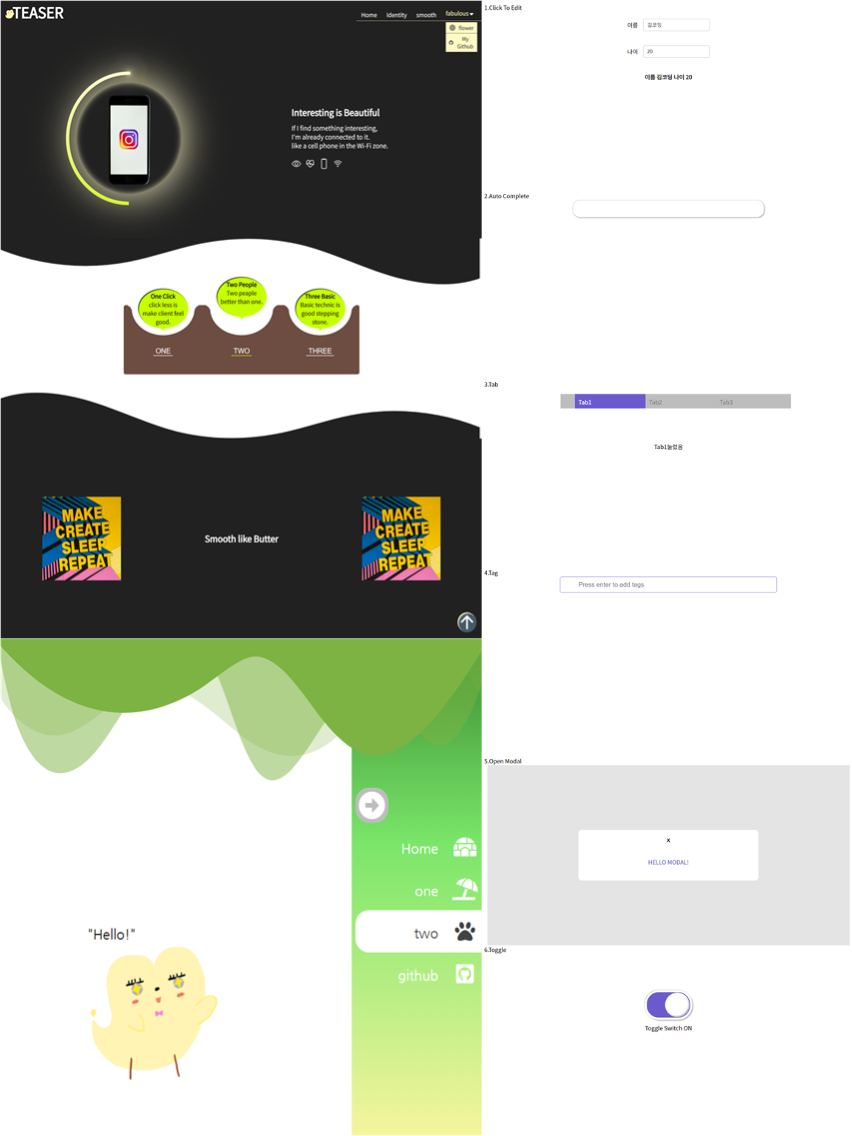 TEASER
Home Identity smooth fabulous
flower
My
Github
Interesting is Beautiful
If I find something interesting,
I'm already connected to it.
like a cell phone in the Wi-Fi zone.
One Click
click less is
make client feel
good.
Two People
Two peaple
better than one.
Three Basic
Basic technic is
good stepping
stone.
ONE
TWO
THREE
MAKE
CREATE
SLEEP
REPEAT
Smooth like Butter
MAKE
CREATE
SLEEP
REPEAT
Home
one
two
github
"Hello!"
1.Click To Edit
이름 김코딩
나이 20
이름 김코딩 나이 20
2.Auto Complete
3.Tab
Tab1 Tab2 Tab3
Tab1눌렀음
4.Tag
Press enter to add tags
5.Open Modal
x
HELLO MODAL!
6.Toggle
Toggle Switch ON